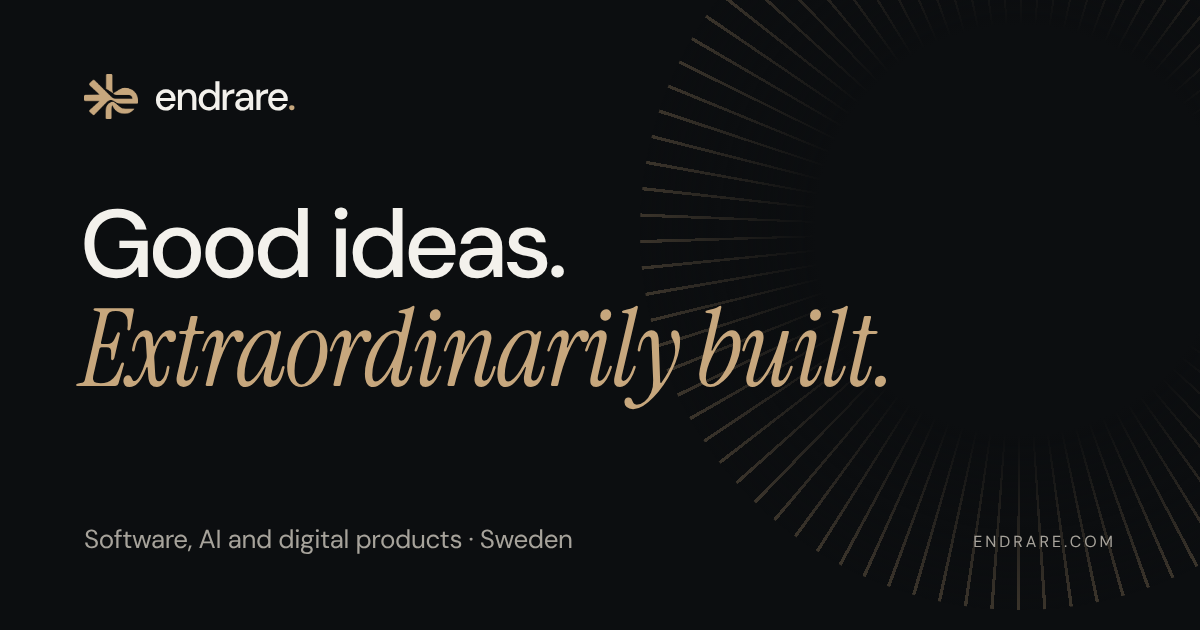 endrare.
Good ideas.
Extraordinarily built.
Software, AI and digital products · Sweden
ENDRARE.COM